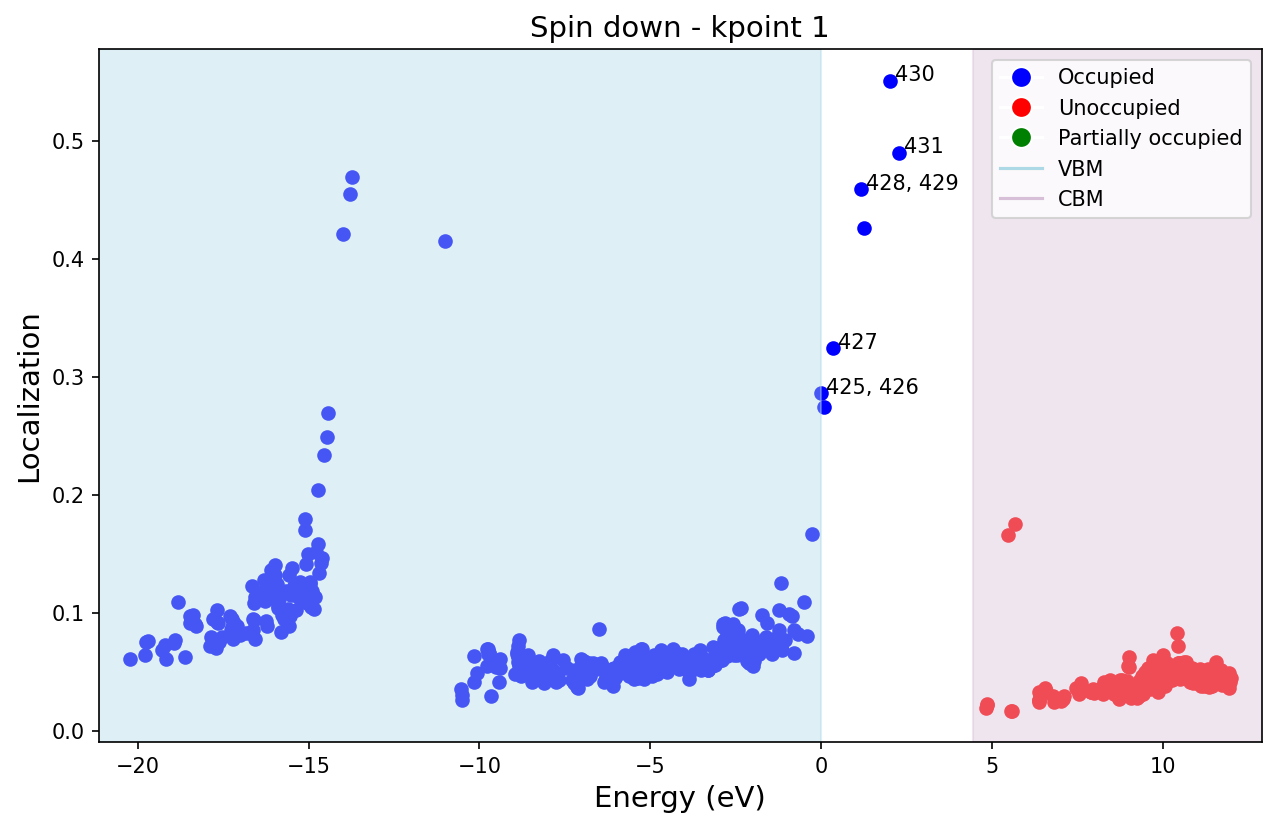 Spin down - kpoint 1
Localization
0.5
0.4
0.3
0.2
0.1
0.0
430
431
428, 429
427
425, 426
Occupied
Unoccupied
Partially occupied
VBM
CBM
−20
−15
−10
−5
0
5
10
Energy (eV)